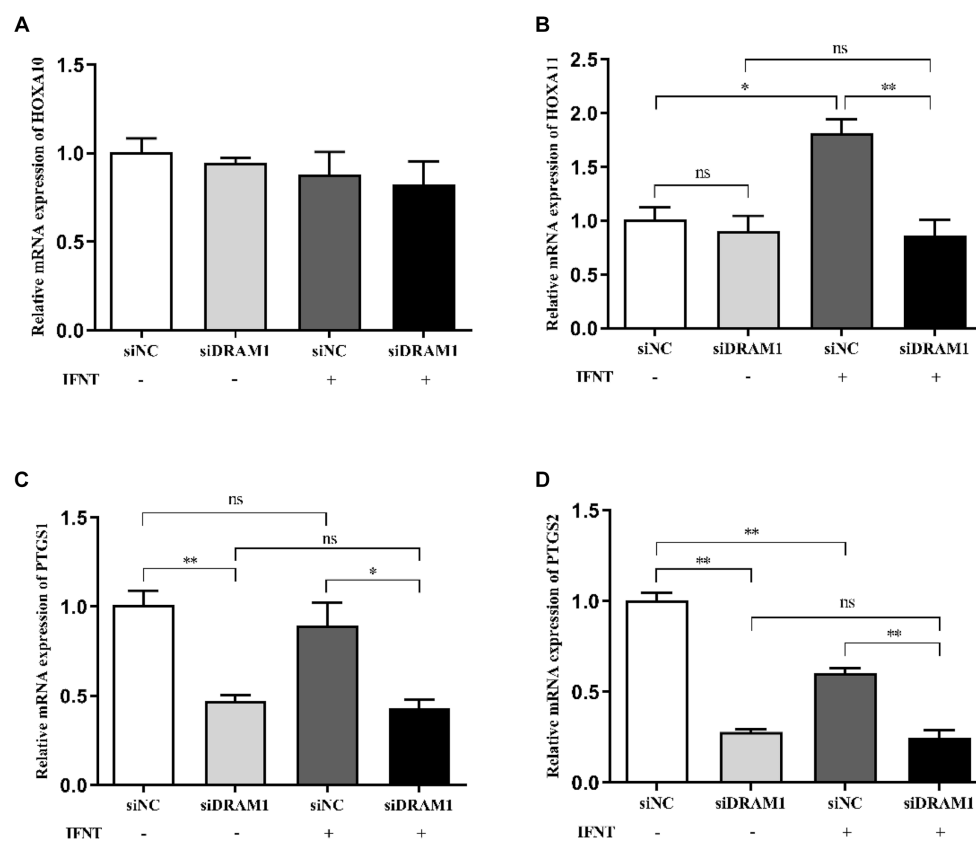 A
Relative mRNA expression of HOXA10
1.5
1.0
0.5
0.0
siNC siDRAM1 siNC siDRAM1
IFNT - - + +
B
Relative mRNA expression of HOXA11
2.5
2.0
1.5
1.0
0.5
0.0
ns
* **
ns
siNC siDRAM1 siNC siDRAM1
IFNT - - + +
C
Relative mRNA expression of PTGS1
1.5
1.0
0.5
0.0
ns
ns
** *
siNC siDRAM1 siNC siDRAM1
IFNT - - + +
D
Relative mRNA expression of PTGS2
1.5
1.0
0.5
0.0
**
**
ns
**
siNC siDRAM1 siNC siDRAM1
IFNT - - + +